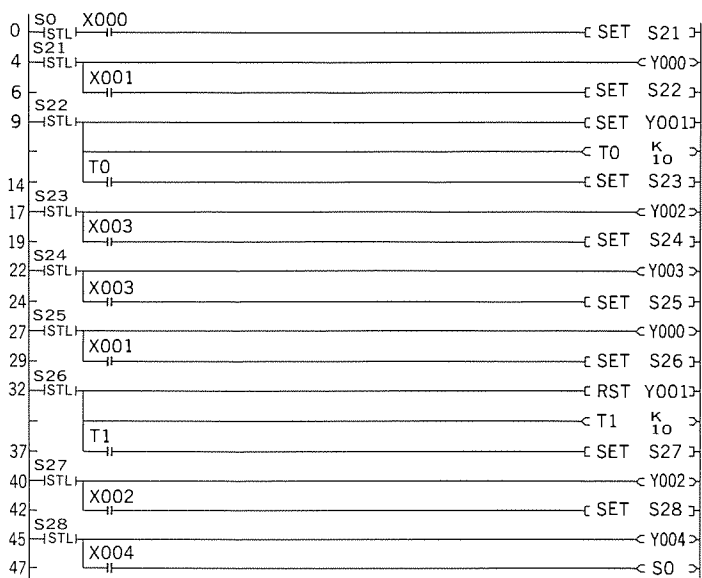 S0 X000
0 STL SET S21
S21
4 STL Y000
X001
6 SET S22
S22
9 STL SET Y001
T0 K
10
T0
14 SET S23
S23
17 STL Y002
X003
19 SET S24
S24
22 STL Y003
X003
24 SET S25
S25
27 STL Y000
X001
29 SET S26
S26
32 STL RST Y001
T1 K
10
T1
37 SET S27
S27
40 STL Y002
X002
42 SET S28
S28
45 STL Y004
X004
47 S0